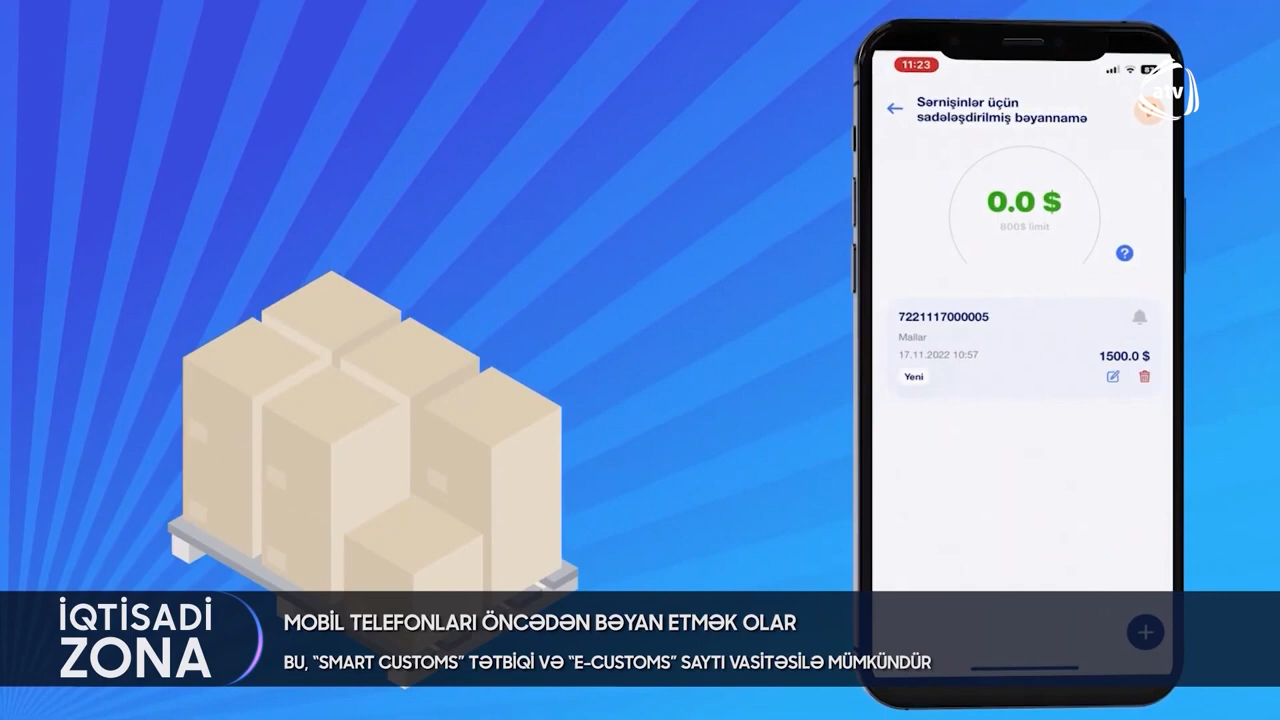 11:23
atv
Sərnişinlər üçün
sadələşdirilmiş bəyannamə
0.0 $
800$ limit
?
7221117000005
Mallar
17.11.2022 10:57
1500.0 $
Yeni
İQTİSADİ
ZONA
MOBİL TELEFONLARI ÖNCƏDƏN BƏYAN ETMƏK OLAR
BU, “SMART CUSTOMS” TƏTBİQİ VƏ “E-CUSTOMS” SAYTI VASİTƏSİLƏ MÜMKÜNDÜR